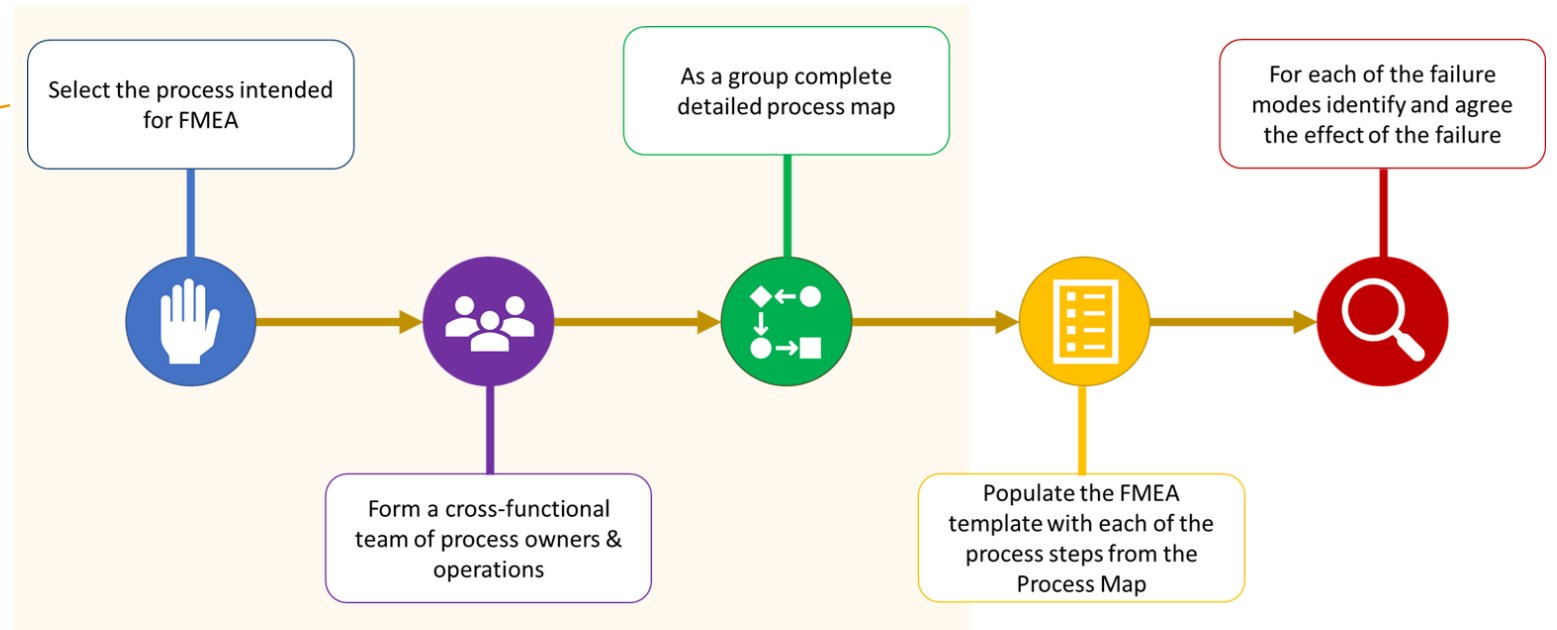 Select the process intended
for FMEA
Form a cross-functional
team of process owners &
operations
As a group complete
detailed process map
Populate the FMEA
template with each of the
process steps from the
Process Map
For each of the failure
modes identify and agree
the effect of the failure